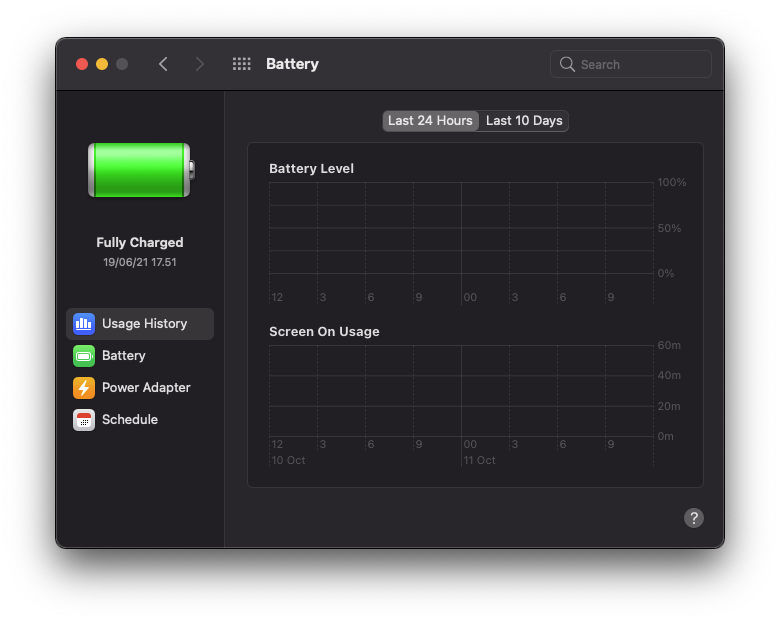 Battery
Search
Last 24 Hours Last 10 Days
Fully Charged
19/06/21 17.51
Usage History
Battery
Power Adapter
Schedule
Battery Level
100%
50%
0%
12 3 6 9 00 3 6 9
Screen On Usage
60m
40m
20m
0m
12 3 6 9 00 3 6 9
10 Oct 11 Oct
?